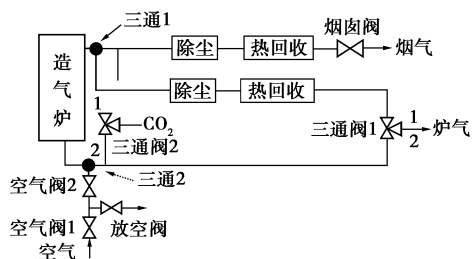 三通1
烟囱阀
造气炉
除尘
热回收
烟气
除尘
热回收
1
CO2
三通阀1
1
炉气
2
三通阀2
2
空气阀2
三通2
空气阀1
放空阀
空气